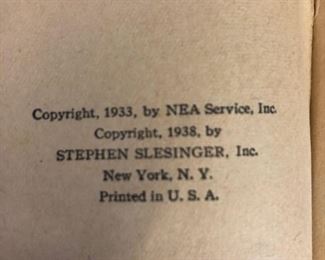 Copyright, 1933, by NEA Service, Inc.
Copyright, 1938, by
STEPHEN SLESINGER, Inc.
New York, N. Y.
Printed in U. S. A.